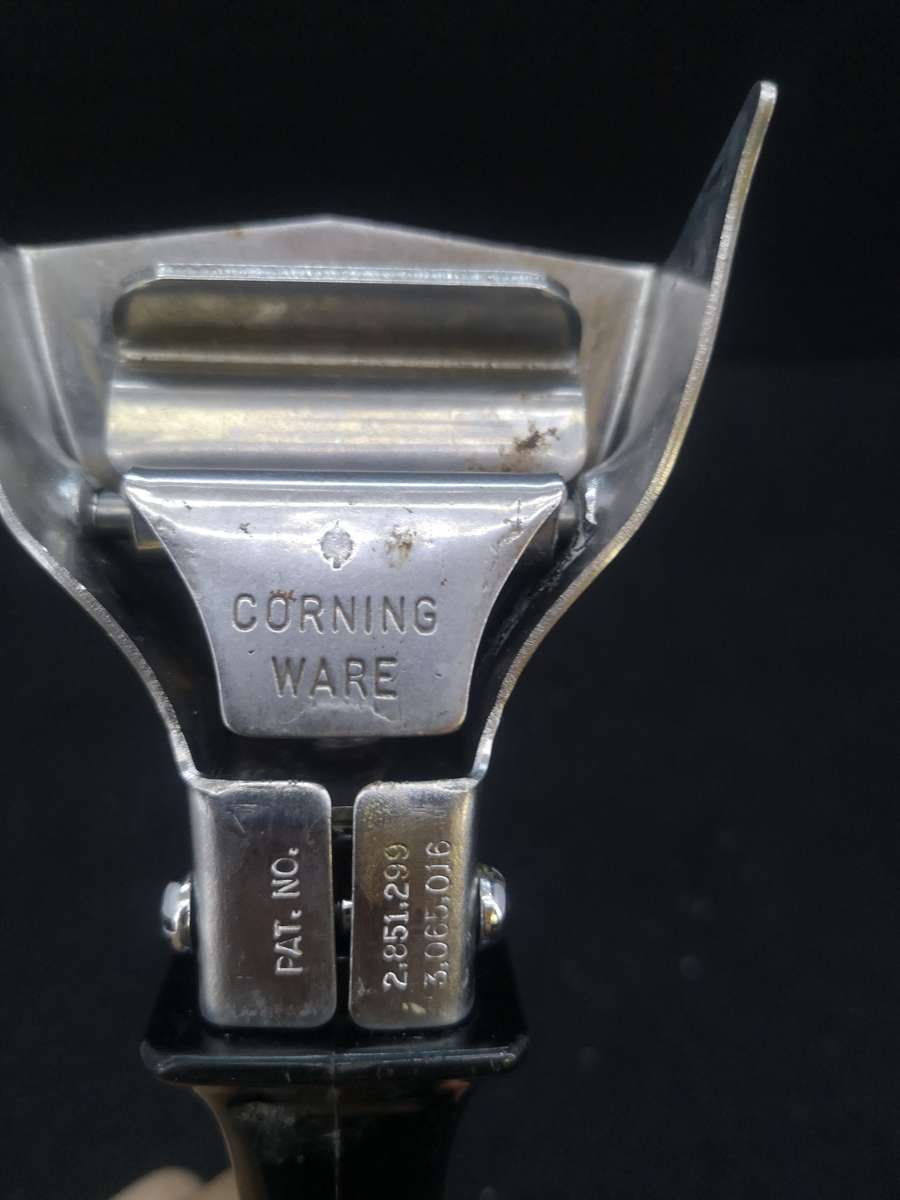 CORNING
WARE
PAT. NO.
2,851,299
3,065,016